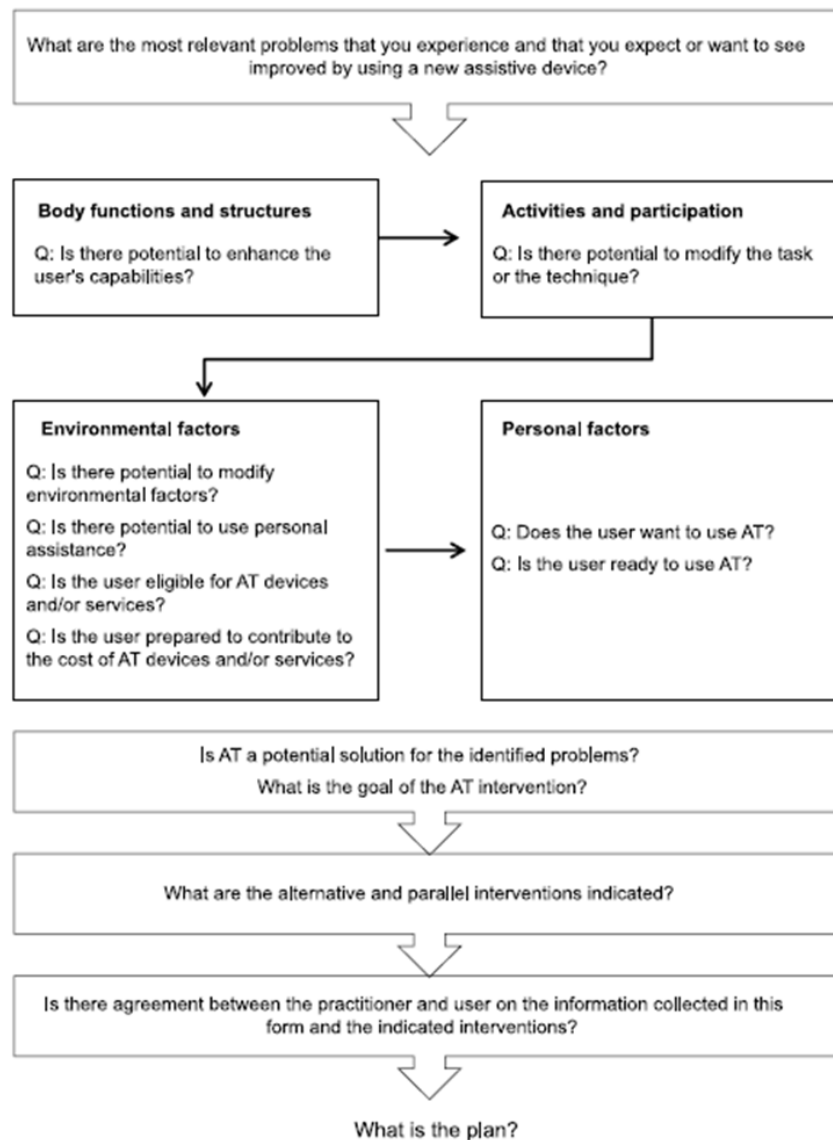 What are the most relevant problems that you experience and that you expect or want to see
improved by using a new assistive device?
Body functions and structures
Q: Is there potential to enhance the
user's capabilities?
Activities and participation
Q: Is there potential to modify the task
or the technique?
Environmental factors
Q: Is there potential to modify
environmental factors?
Q: Is there potential to use personal
assistance?
Q: Is the user eligible for AT devices
and/or services?
Q: Is the user prepared to contribute to
the cost of AT devices and/or services?
Personal factors
Q: Does the user want to use AT?
Q: Is the user ready to use AT?
Is AT a potential solution for the identified problems?
What is the goal of the AT intervention?
What are the alternative and parallel interventions indicated?
Is there agreement between the practitioner and user on the information collected in this
form and the indicated interventions?
What is the plan?